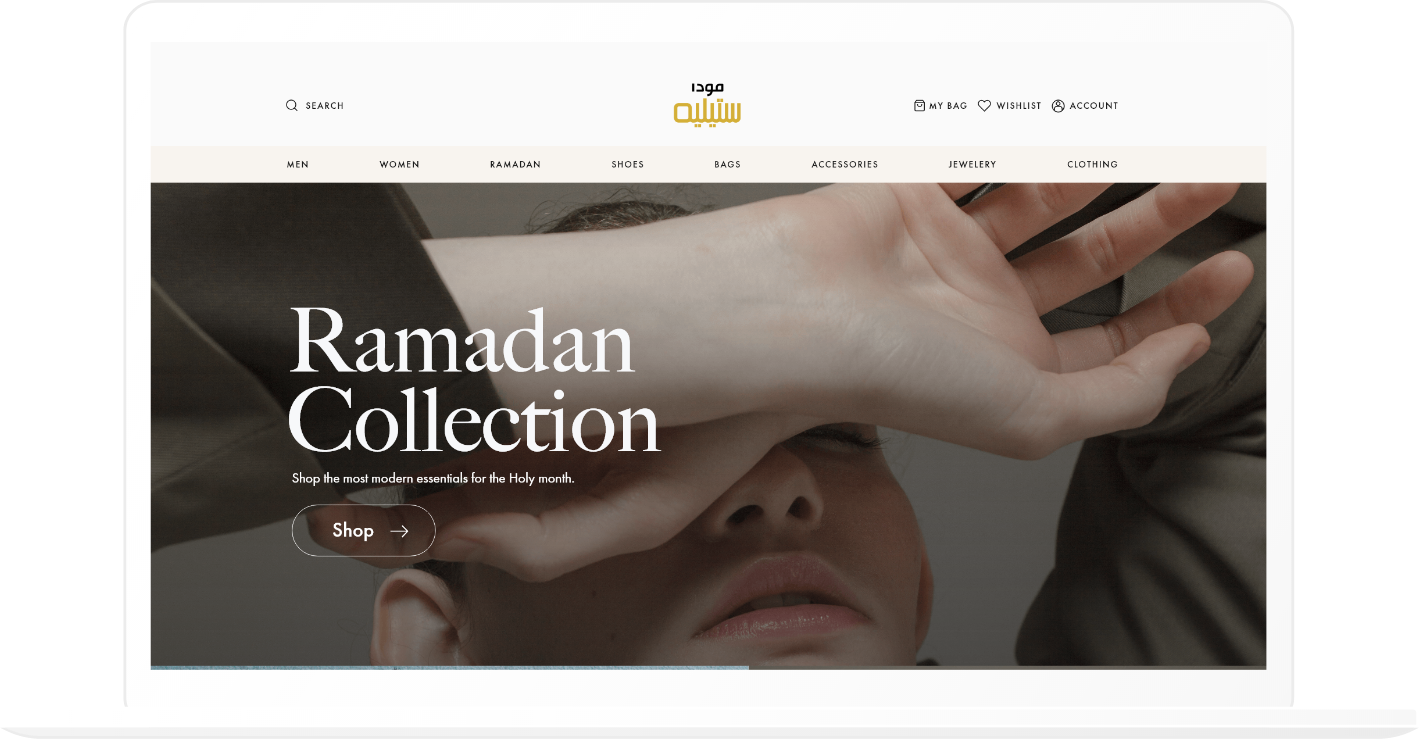 SEARCH
مودا
ستيليه
MY BAG
WISHLIST
ACCOUNT
MEN
WOMEN
RAMADAN
SHOES
BAGS
ACCESSORIES
JEWELERY
CLOTHING
Ramadan
Collection
Shop the most modern essentials for the Holy month.
Shop